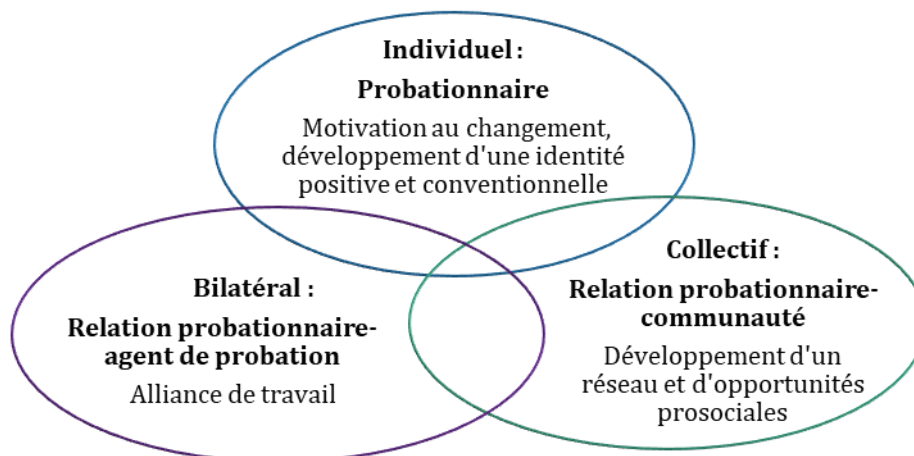 Individuel :
Probationnaire
Motivation au changement,
développement d'une identité
positive et conventionnelle
Bilatéral :
Relation probationnaire-
agent de probation
Alliance de travail
Collectif :
Relation probationnaire-
communauté
Développement d'un
réseau et d'opportunités
prosociales